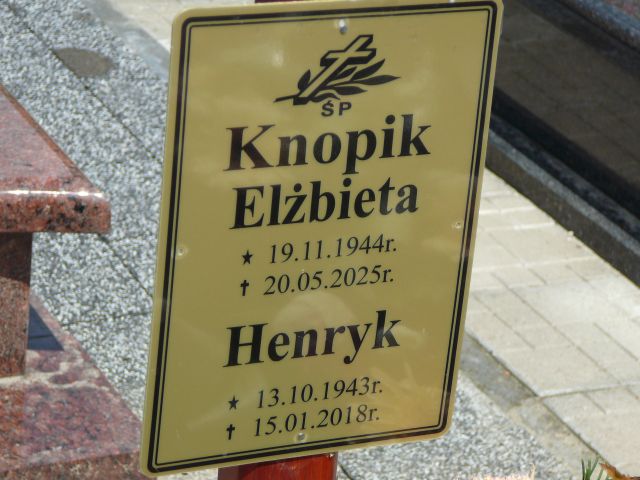 ŚP
Knopik
Elżbieta
★ 19.11.1944r.
✝ 20.05.2025r.
Henryk
★ 13.10.1943r.
✝ 15.01.2018r.